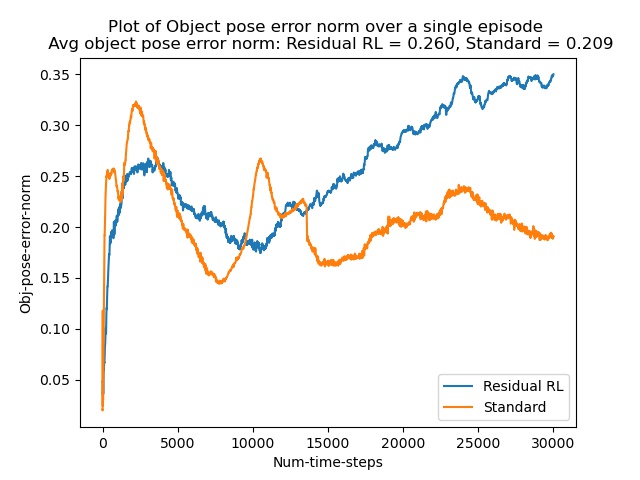 Plot of Object pose error norm over a single episode
Avg object pose error norm: Residual RL = 0.260, Standard = 0.209
0.35
0.30
0.25
0.20
0.15
0.10
0.05
Obj-pose-error-norm
Residual RL
Standard
0 5000 10000 15000 20000 25000 30000
Num-time-steps